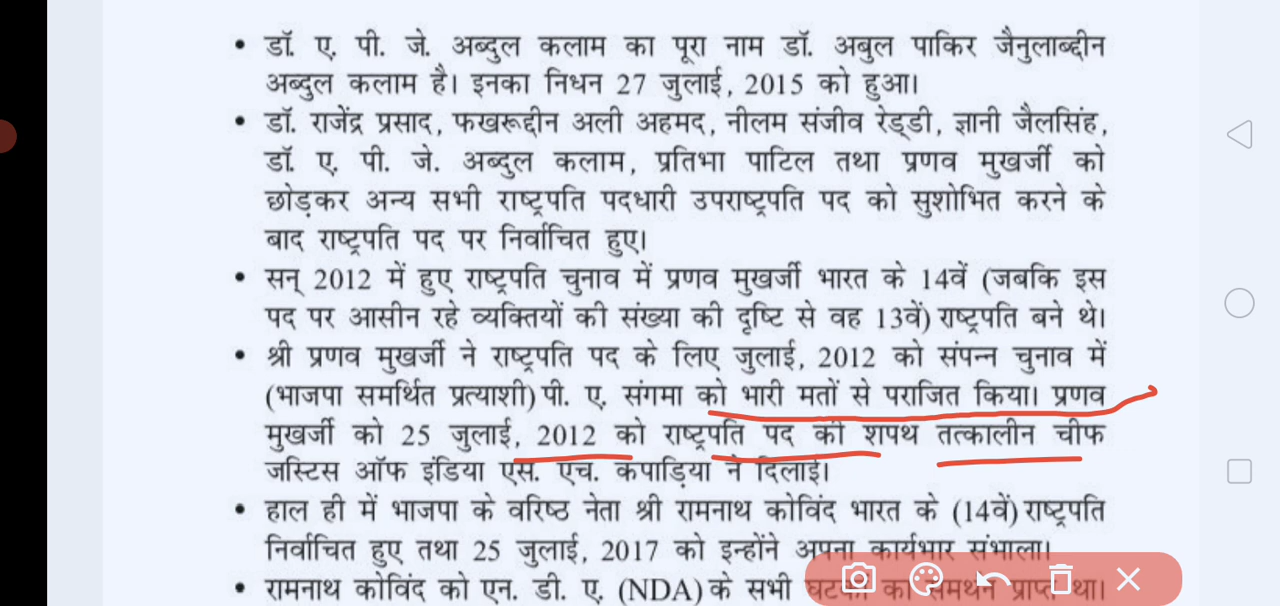 • डॉ. ए. पी. जे. अब्दुल कलाम का पूरा नाम डॉ. अबुल पाकिर जैनुलाब्दीन
अब्दुल कलाम है। इनका निधन 27 जुलाई, 2015 को हुआ।
• डॉ. राजेंद्र प्रसाद, फखरूद्दीन अली अहमद, नीलम संजीव रेड्डी, ज्ञानी जैलसिंह,
डॉ. ए. पी. जे. अब्दुल कलाम, प्रतिभा पाटिल तथा प्रणव मुखर्जी को
छोड़कर अन्य सभी राष्ट्रपति पदधारी उपराष्ट्रपति पद को सुशोभित करने के
बाद राष्ट्रपति पद पर निर्वाचित हुए।
• सन् 2012 में हुए राष्ट्रपति चुनाव में प्रणव मुखर्जी भारत के 14वें (जबकि इस
पद पर आसीन रहे व्यक्तियों की संख्या की दृष्टि से वह 13वें) राष्ट्रपति बने थे।
• श्री प्रणव मुखर्जी ने राष्ट्रपति पद के लिए जुलाई, 2012 को संपन्न चुनाव में
(भाजपा समर्थित प्रत्याशी) पी. ए. संगमा को भारी मतों से पराजित किया। प्रणव
मुखर्जी को 25 जुलाई, 2012 को राष्ट्रपति पद की शपथ तत्कालीन चीफ
जस्टिस ऑफ इंडिया एस. एच. कपाड़िया ने दिलाई।
• हाल ही में भाजपा के वरिष्ठ नेता श्री रामनाथ कोविंद भारत के (14वें) राष्ट्रपति
निर्वाचित हुए तथा 25 जुलाई, 2017 को इन्होंने अपना कार्यभार संभाला।
• रामनाथ कोविंद को एन. डी. ए. (NDA) के सभी घटकों का समर्थन प्राप्त था।